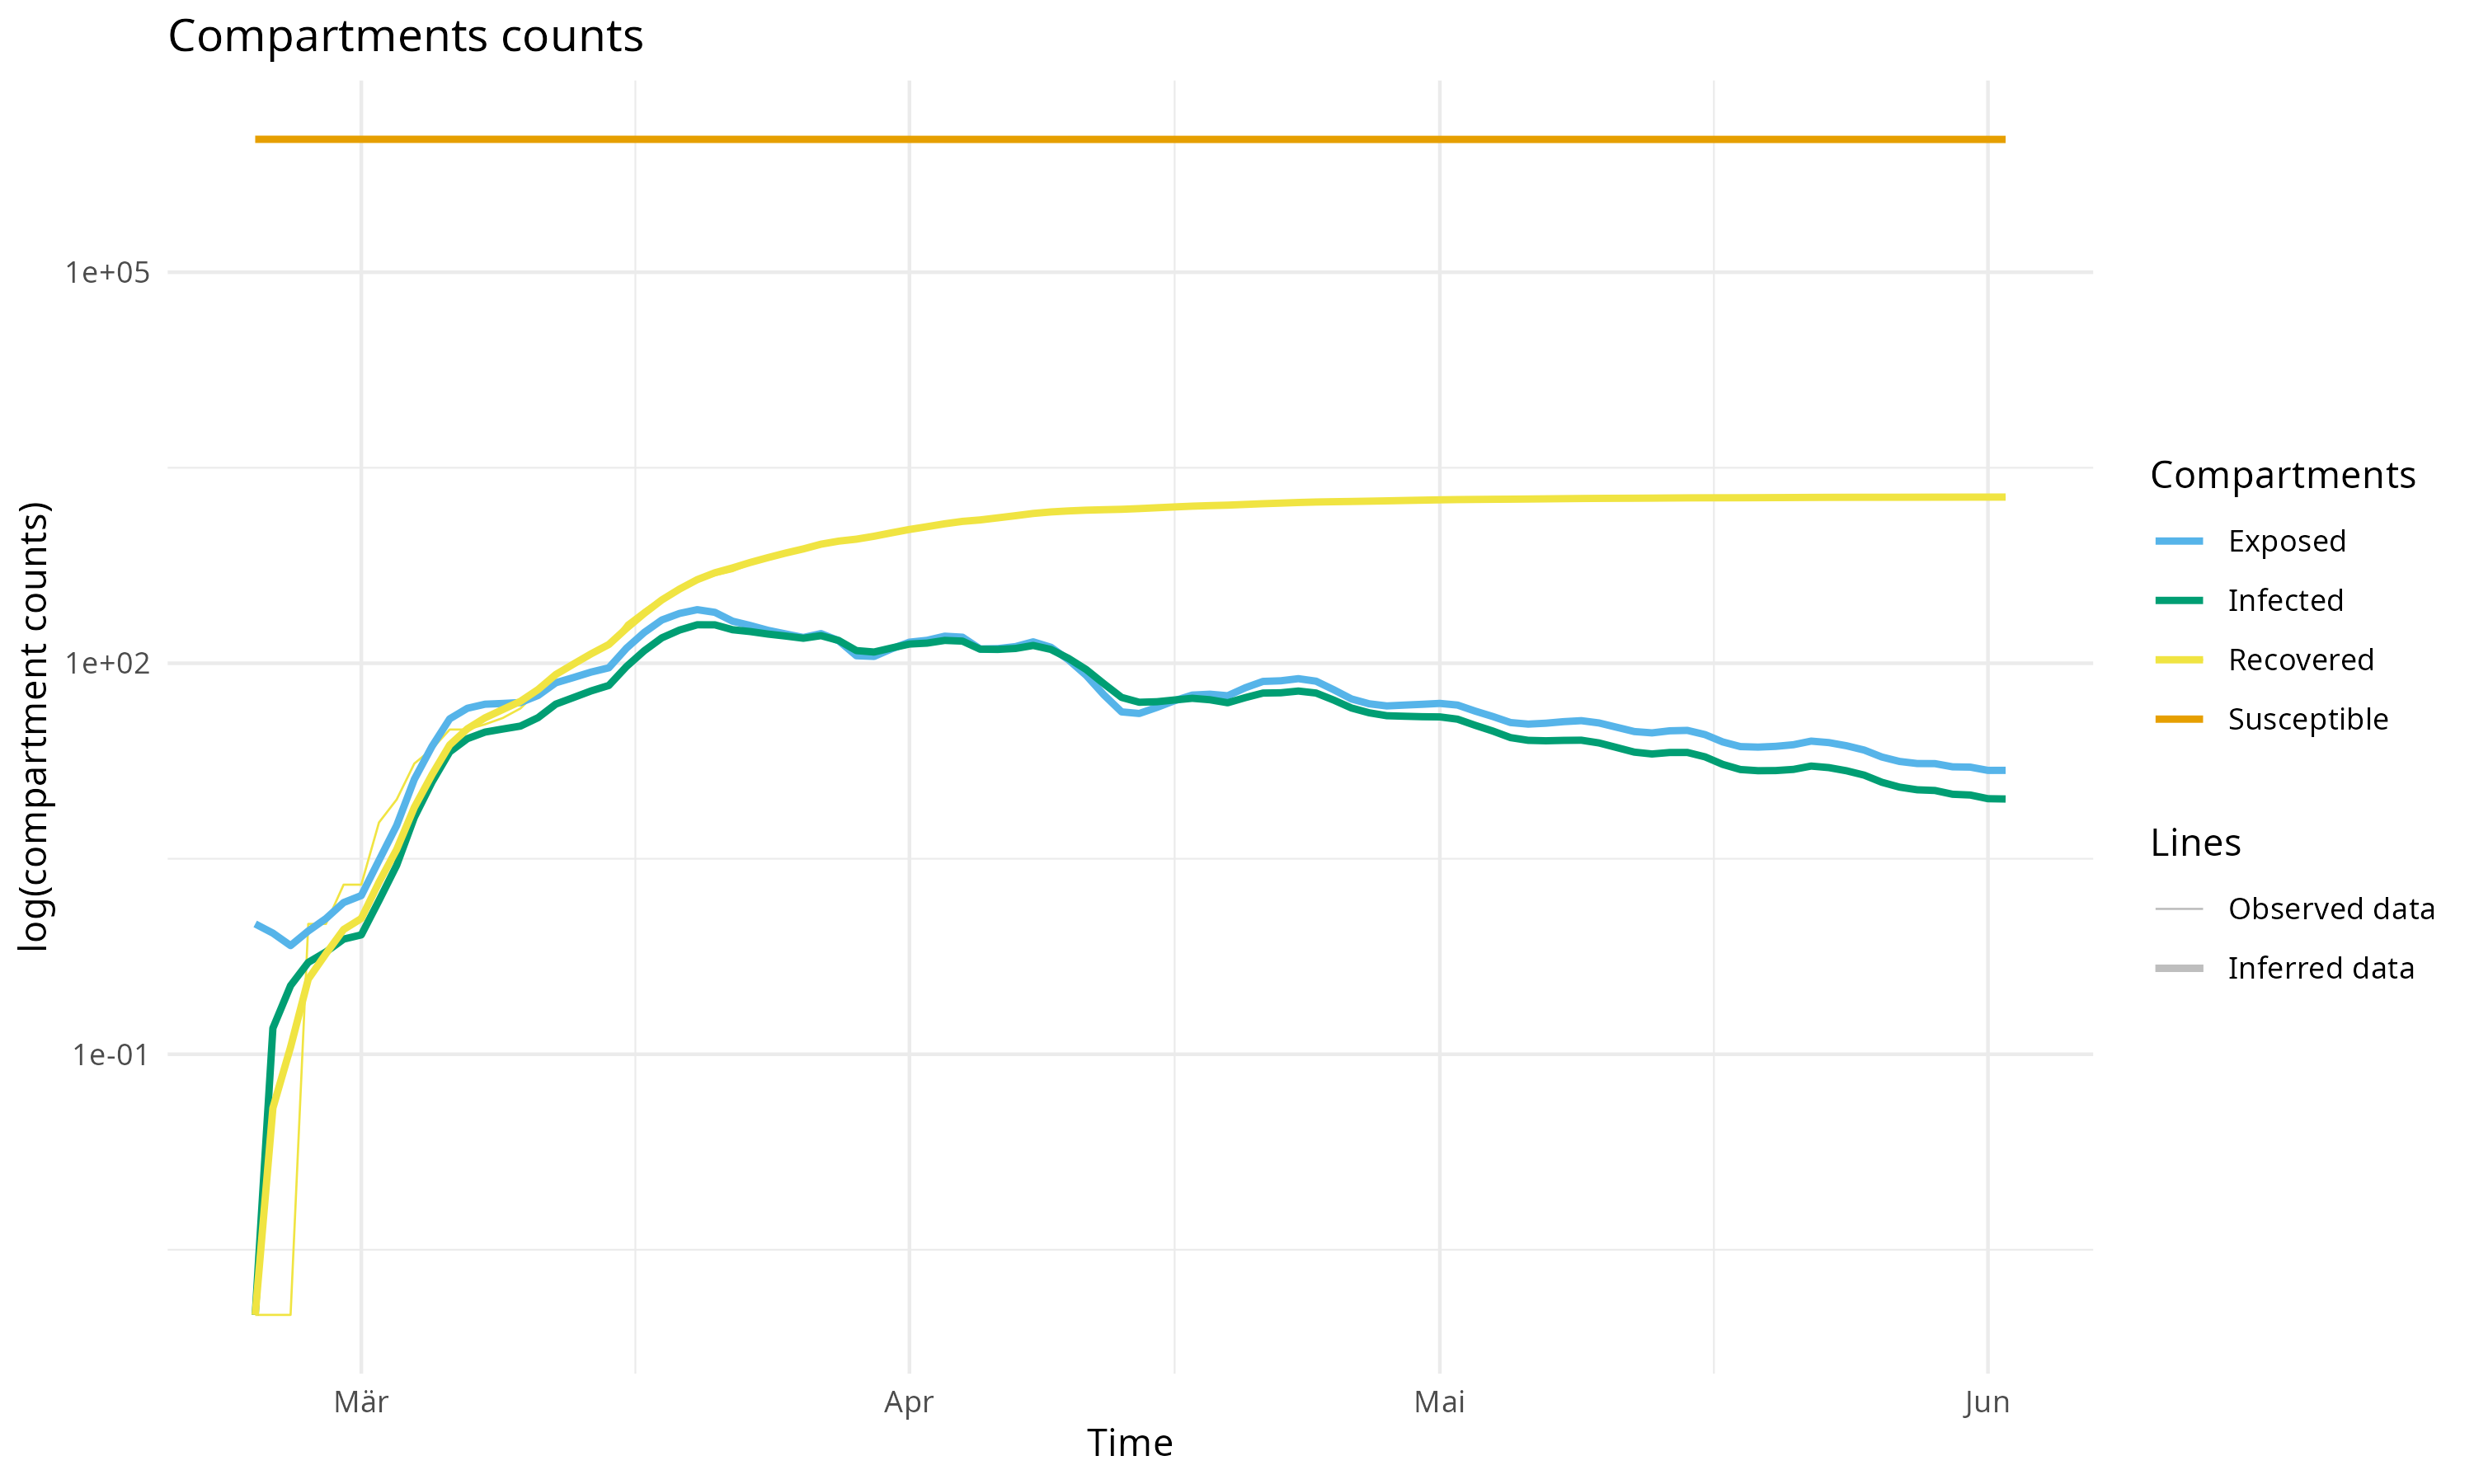 Compartments counts
log(compartment counts)
1e+05
1e+02
1e-01
Mär
Apr
Mai
Jun
Time
Compartments
Exposed
Infected
Recovered
Susceptible
Lines
Observed data
Inferred data